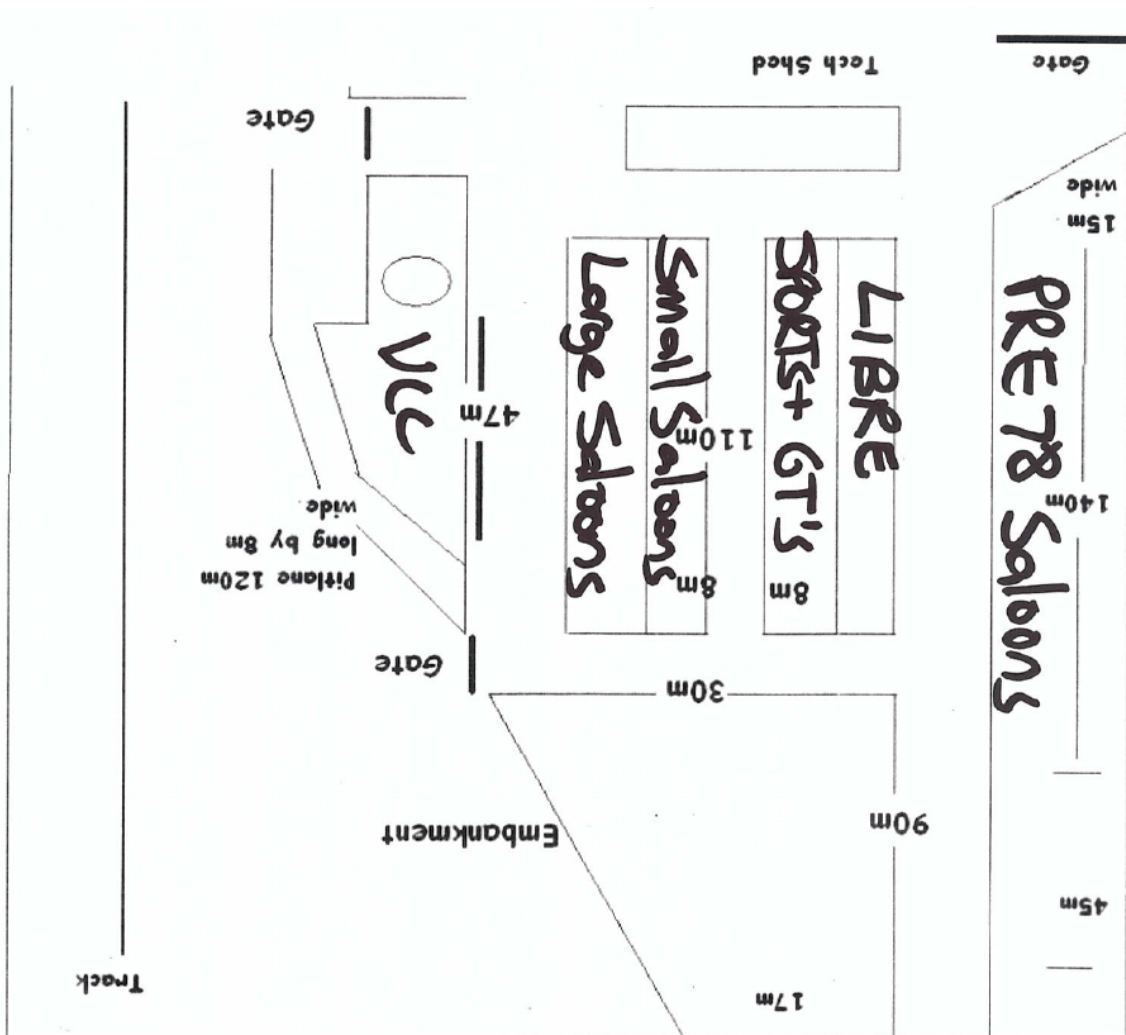 Tech Shed
Gate
Gate
wide
15m
VCC
47m
Large Saloons
Small Saloons
110m
8m
SPORTS+ GT's
8m
LIBRE
PRE 78 Saloons
140m
Pitlane 120m
long by 8m
wide
Gate
30m
Embankment
90m
45m
Track
17m